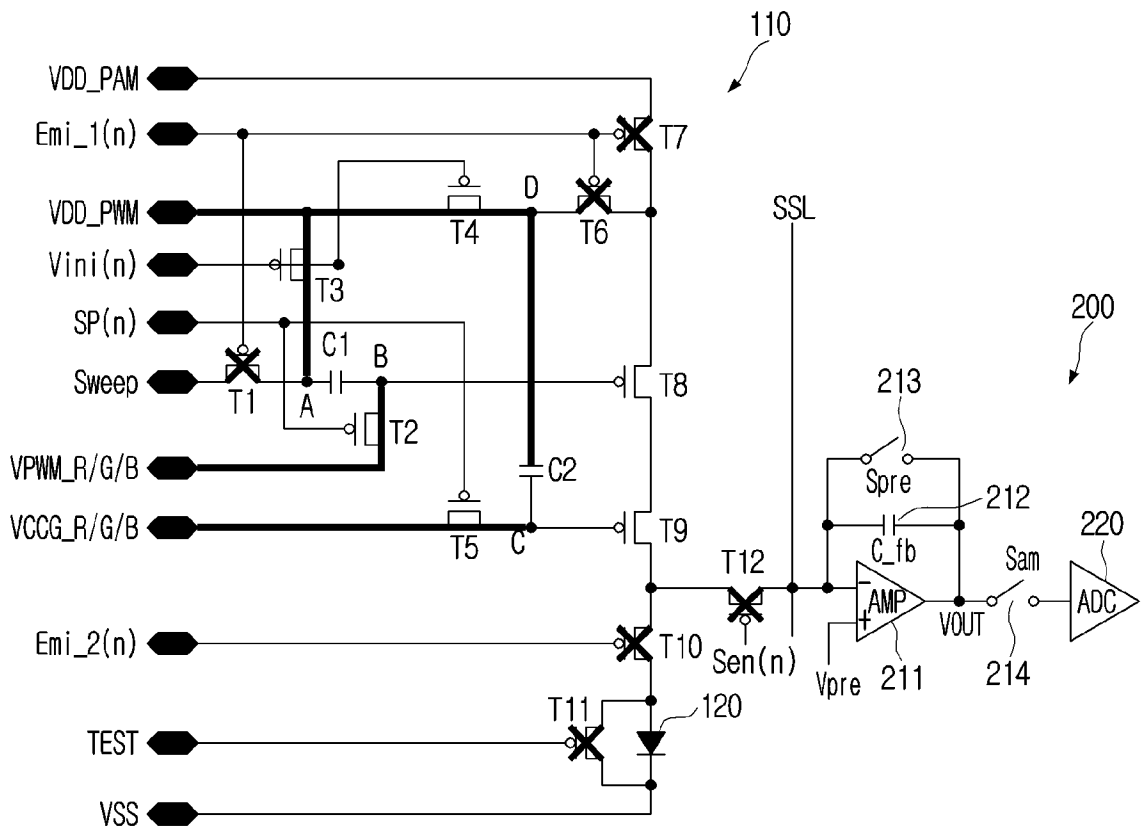 110
VDD_PAM
Emi_1(n)
T7
VDD_PWM
D
T4
T6
SSL
Vini(n)
T3
SP(n)
200
C1
B
213
Sweep
T1
A
T8
T2
Spre
VPWM_R/G/B
C2
212
220
VCCG_R/G/B
T5
C
T9
T12
C_fb
Sam
AMP
ADC
VOUT
Emi_2(n)
T10
Sen(n)
Vpre
211
214
T11
120
TEST
VSS